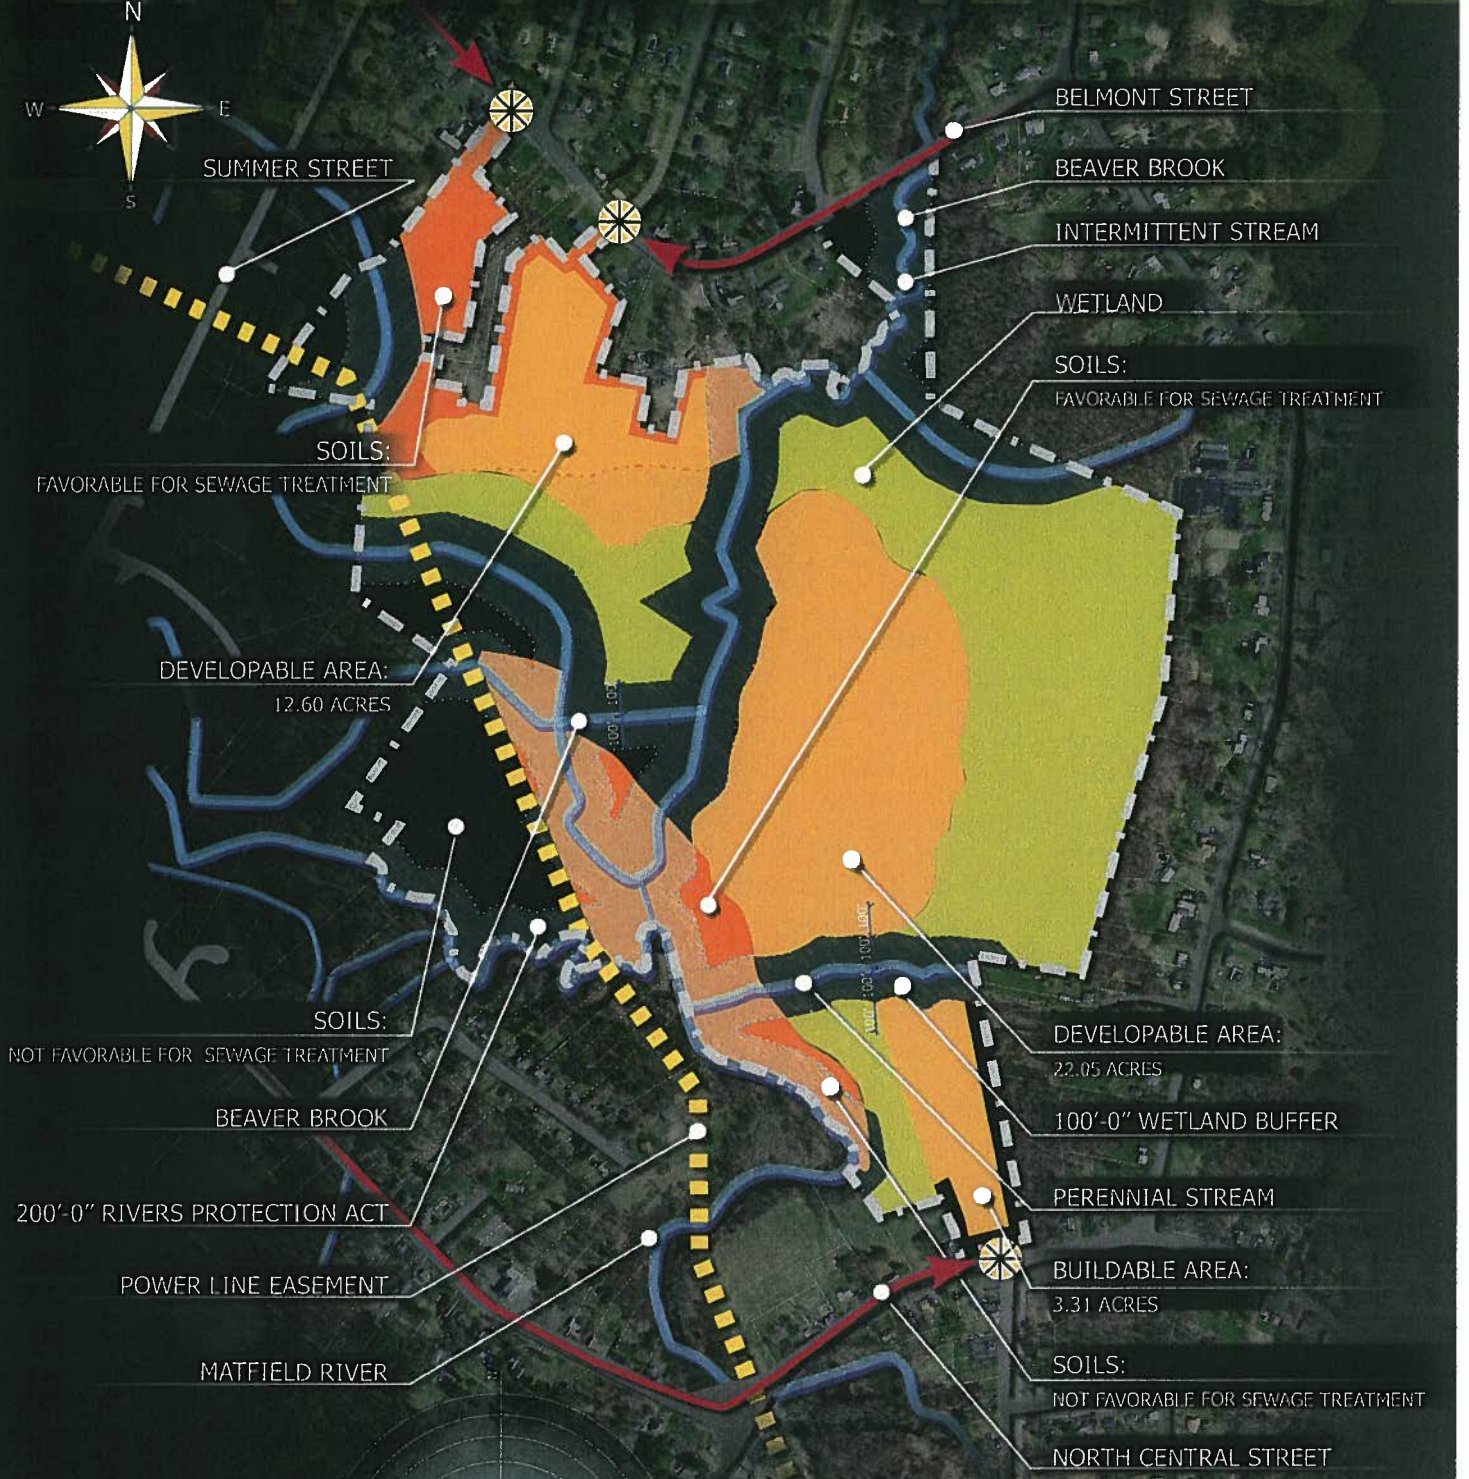 N
W
E
S
SUMMER STREET
SOILS:
FAVORABLE FOR SEWAGE TREATMENT
DEVELOPABLE AREA:
12.60 ACRES
SOILS:
NOT FAVORABLE FOR SEWAGE TREATMENT
BEAVER BROOK
200'-0" RIVERS PROTECTION ACT
POWER LINE EASEMENT
MATFIELD RIVER
BELMONT STREET
BEAVER BROOK
INTERMITTENT STREAM
WETLAND
SOILS:
FAVORABLE FOR SEWAGE TREATMENT
DEVELOPABLE AREA:
22.05 ACRES
100'-0" WETLAND BUFFER
PERENNIAL STREAM
BUILDABLE AREA:
3.31 ACRES
SOILS:
NOT FAVORABLE FOR SEWAGE TREATMENT
NORTH CENTRAL STREET